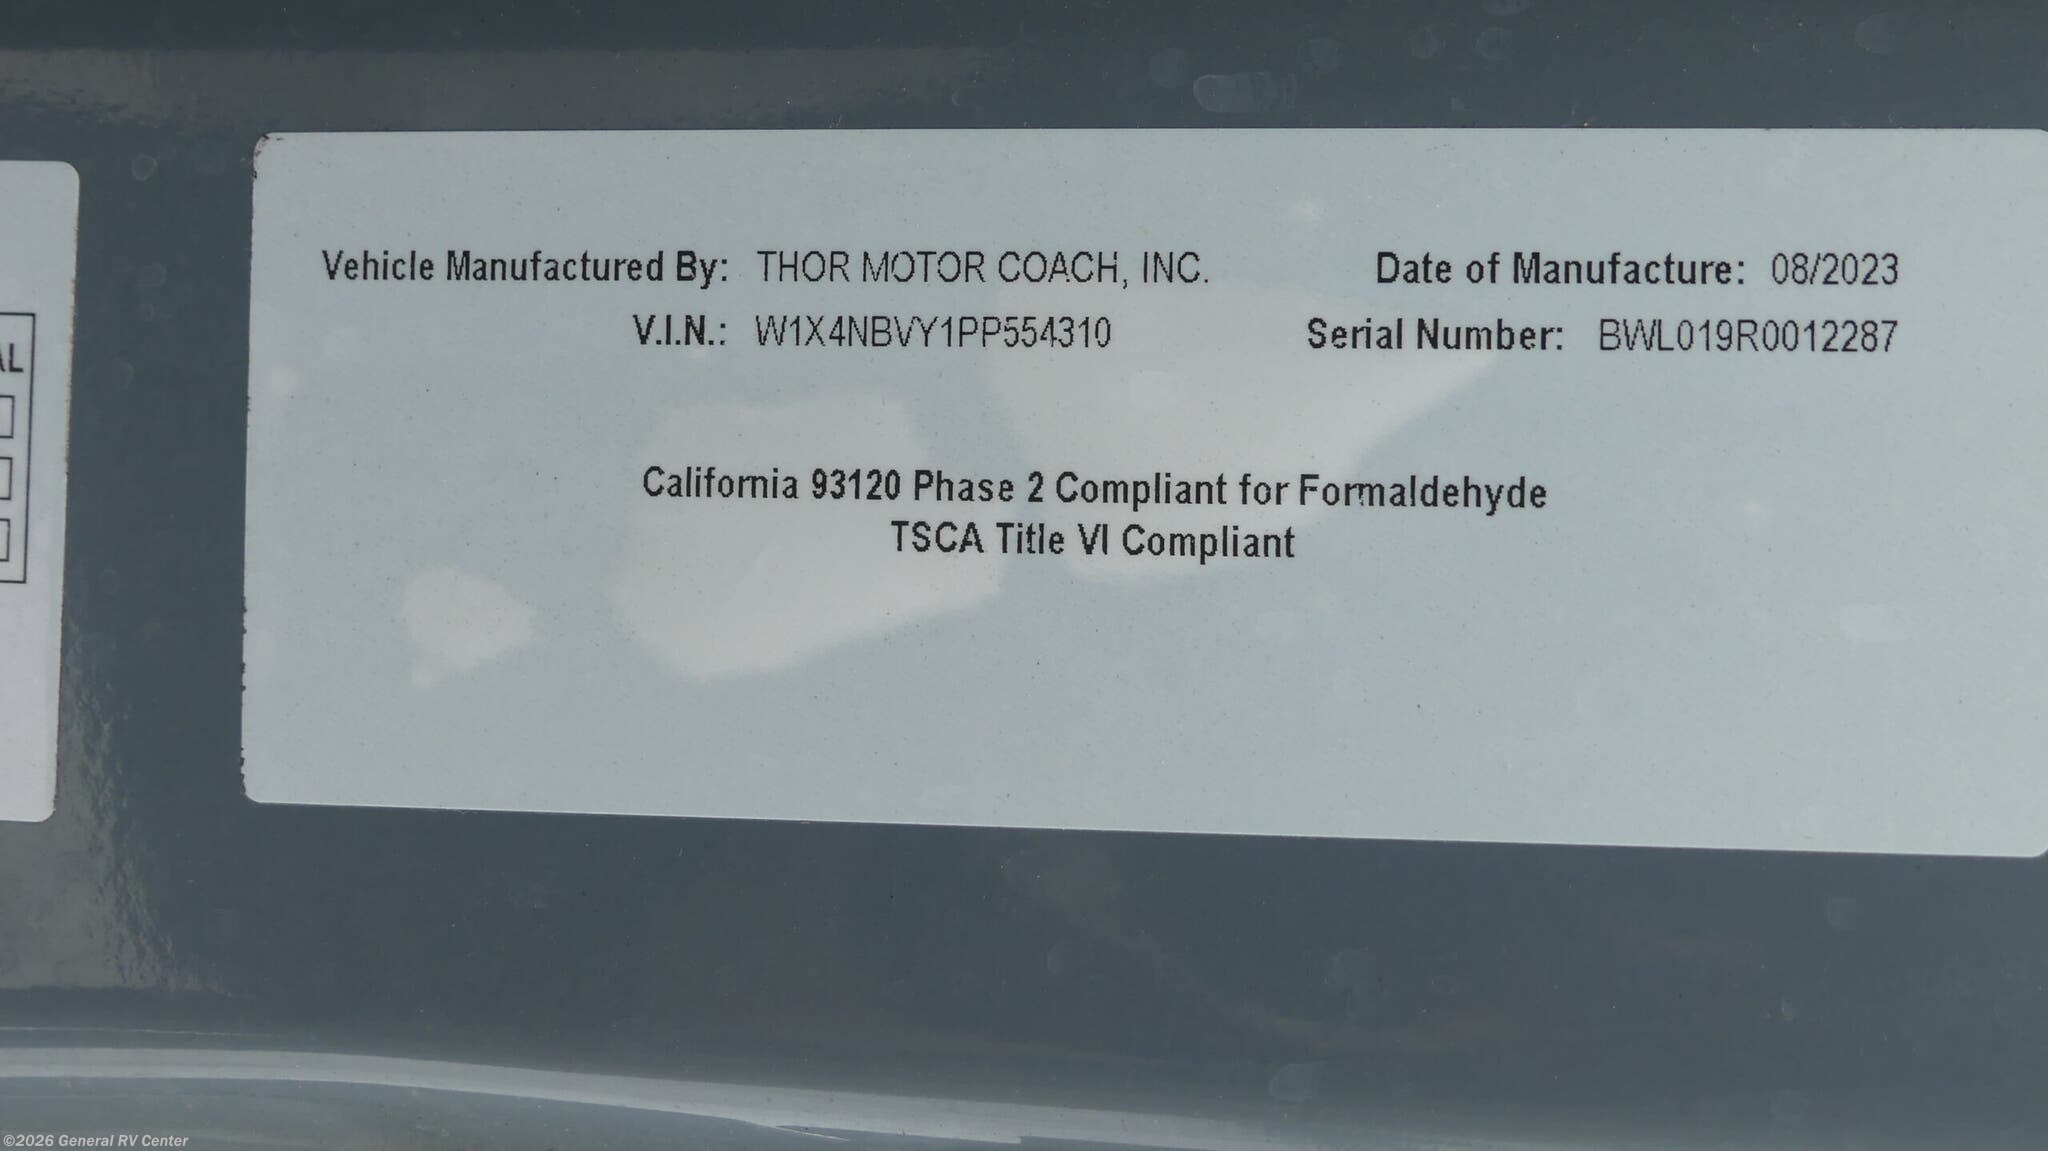 Vehicle Manufactured By: THOR MOTOR COACH, INC. Date of Manufacture: 08/2023
V.I.N.: W1X4NBVY1PP554310 Serial Number: BWL019R0012287
AL
California 93120 Phase 2 Compliant for Formaldehyde
TSCA Title VI Compliant
©2026 General RV Center